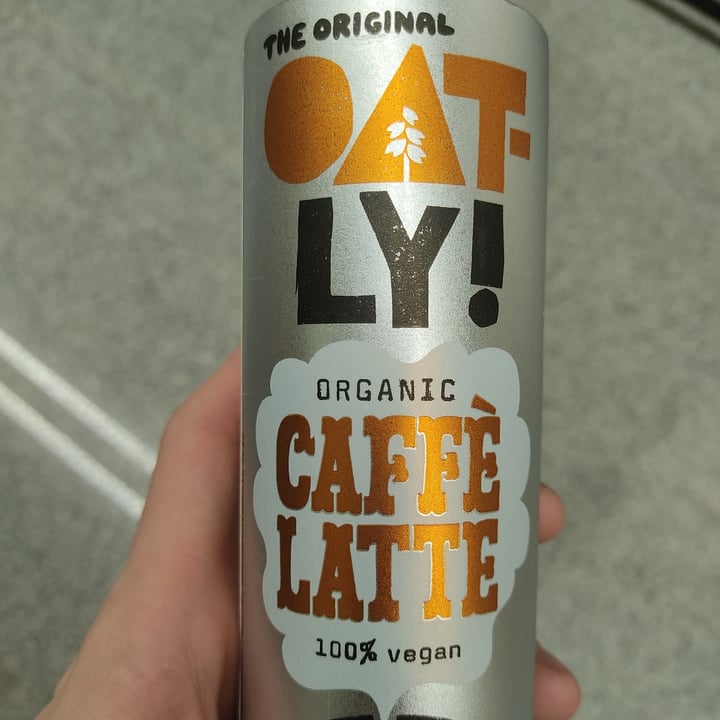 THE ORIGINAL
OAT-
LY!
ORGANIC
CAFFÈ
LATTE
100% vegan